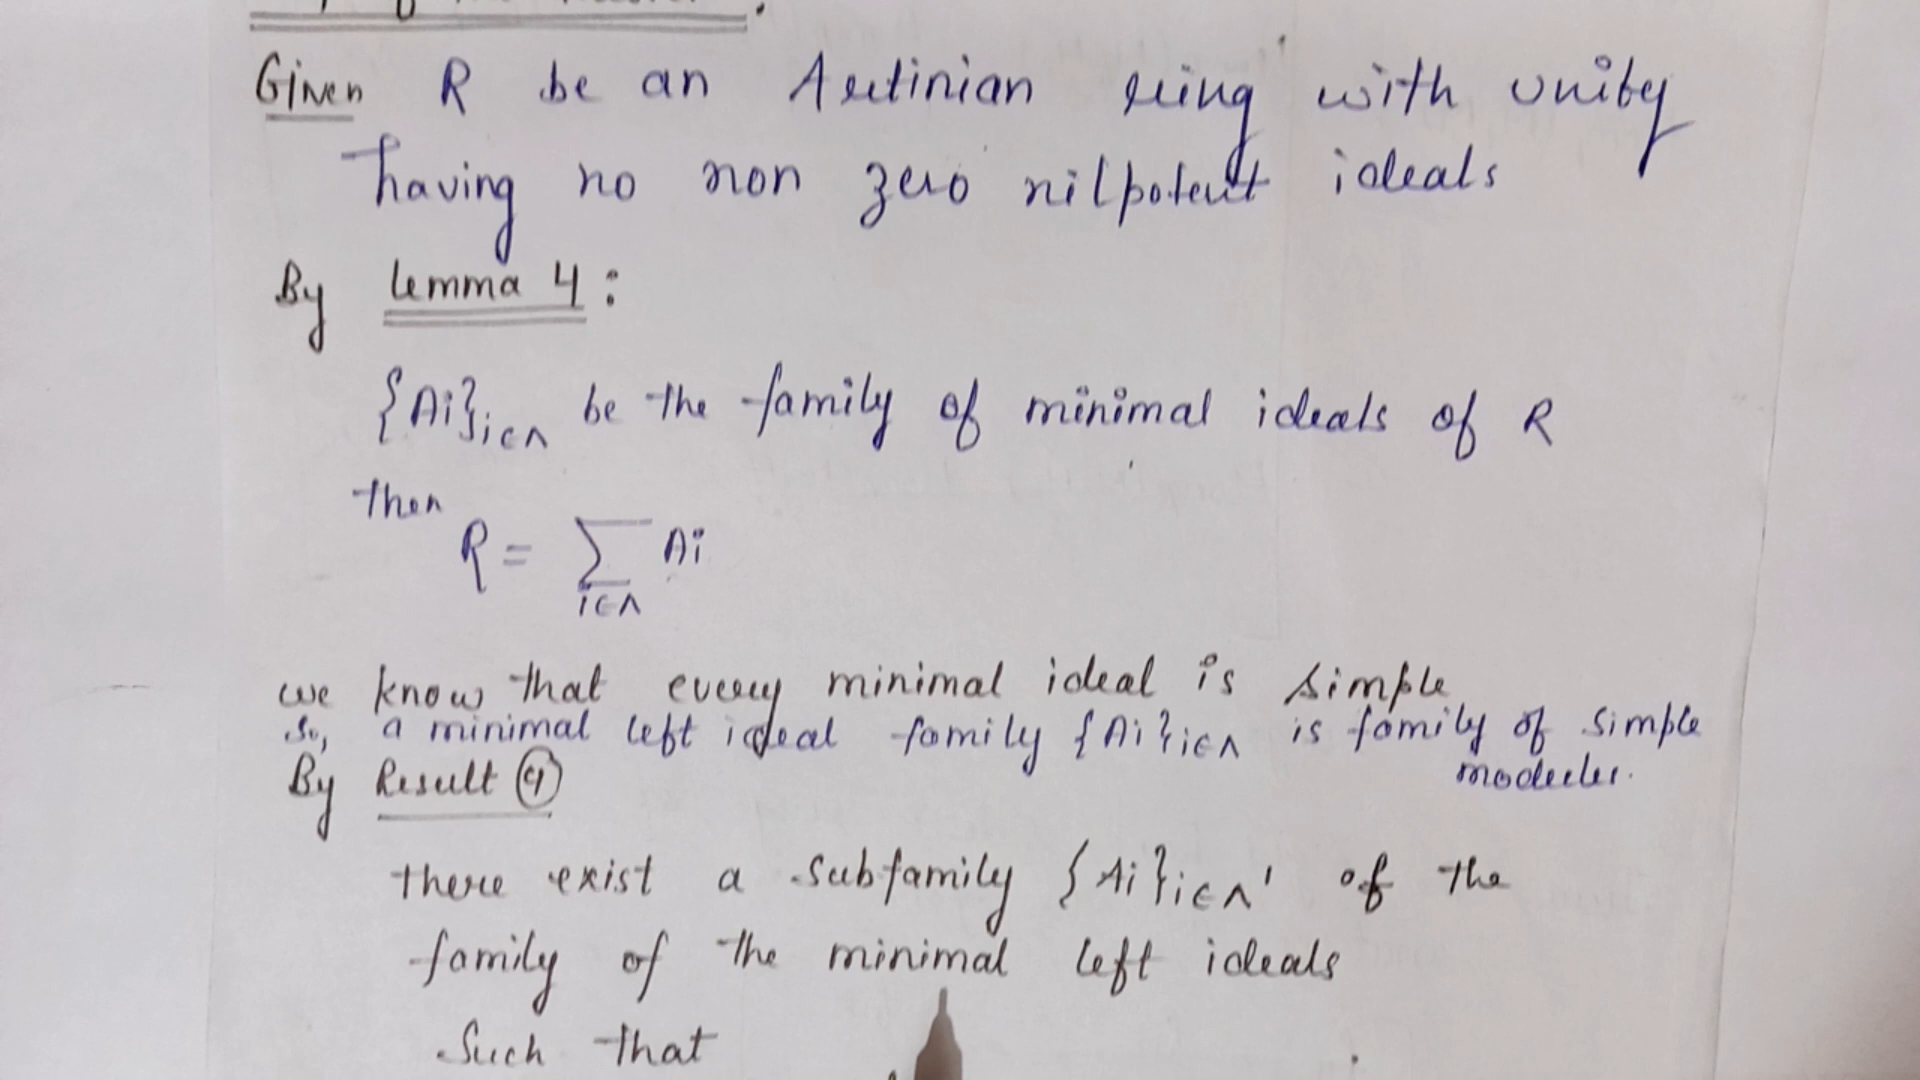 Given R be an Artinian ring with unity
having no non zero nilpotent ideals
By Lemma 4:
{Ai}i∈Λ be the family of minimal ideals of R
then
R = ∑ Ai
i∈Λ
we know that every minimal ideal is simple
So, a minimal left ideal family {Ai}i∈Λ is family of simple
modules.
By Result ④
there exist a subfamily {Ai}i∈Λ' of the
family of the minimal left ideals
Such that